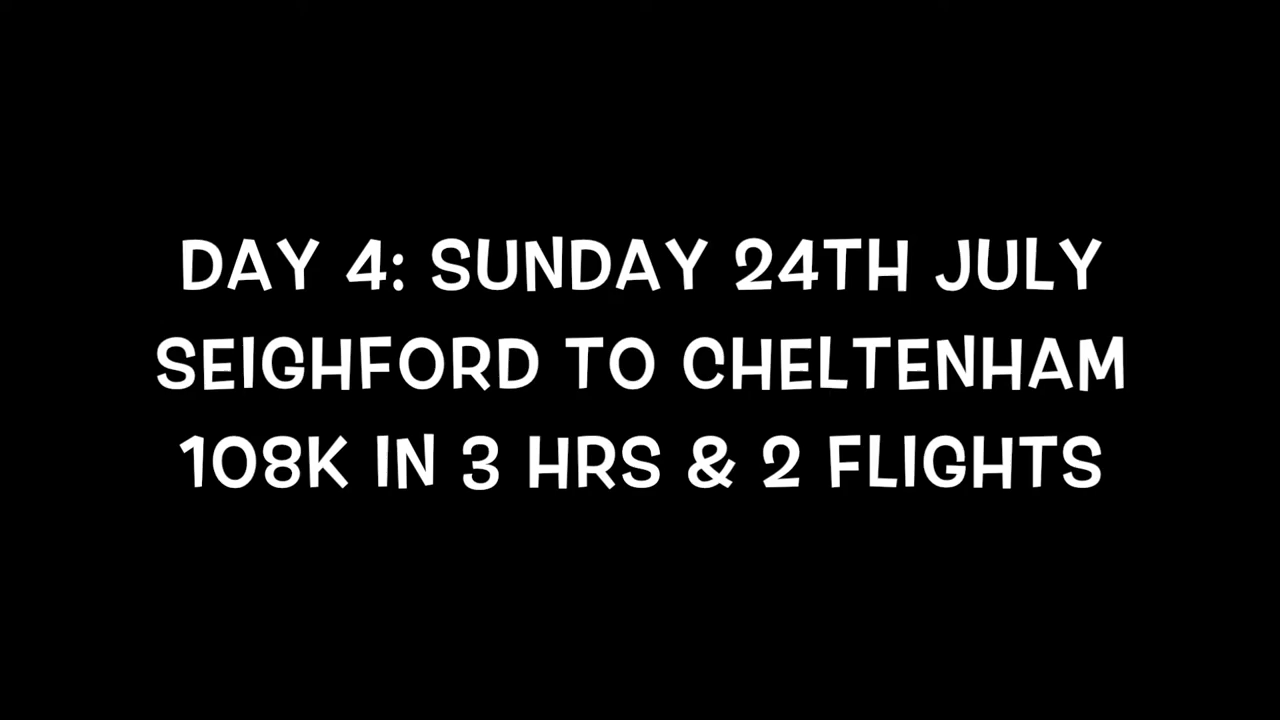 DAY 4: SUNDAY 24TH JULY
SEIGHFORD TO CHELTENHAM
108K IN 3 HRS & 2 FLIGHTS